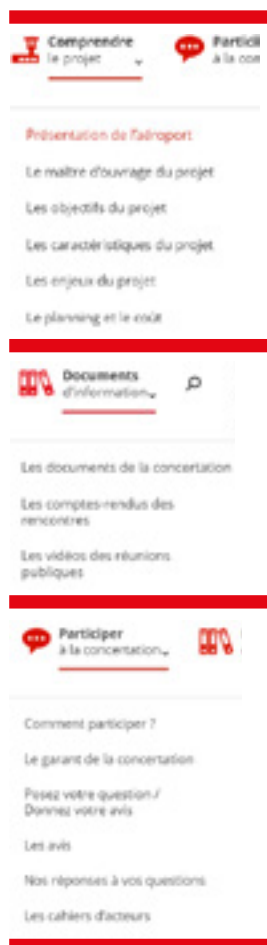 Comprendre
le projet
à la
Présentation de l'aéroport
Le maître d'ouvrage du projet
Les objectifs du projet
Les caractéristiques du projet
Les enjeux du projet
Le planning et le coût
Documents
d'information
Les documents de la concertation
Les comptes-rendus des
rencontres
Les vidéos des réunions
publiques
Participer
à la concertation
Comment participer ?
Le garant de la concertation
Posez votre question /
Donnez votre avis
Les avis
Nos réponses à vos questions
Les cahiers d'acteurs